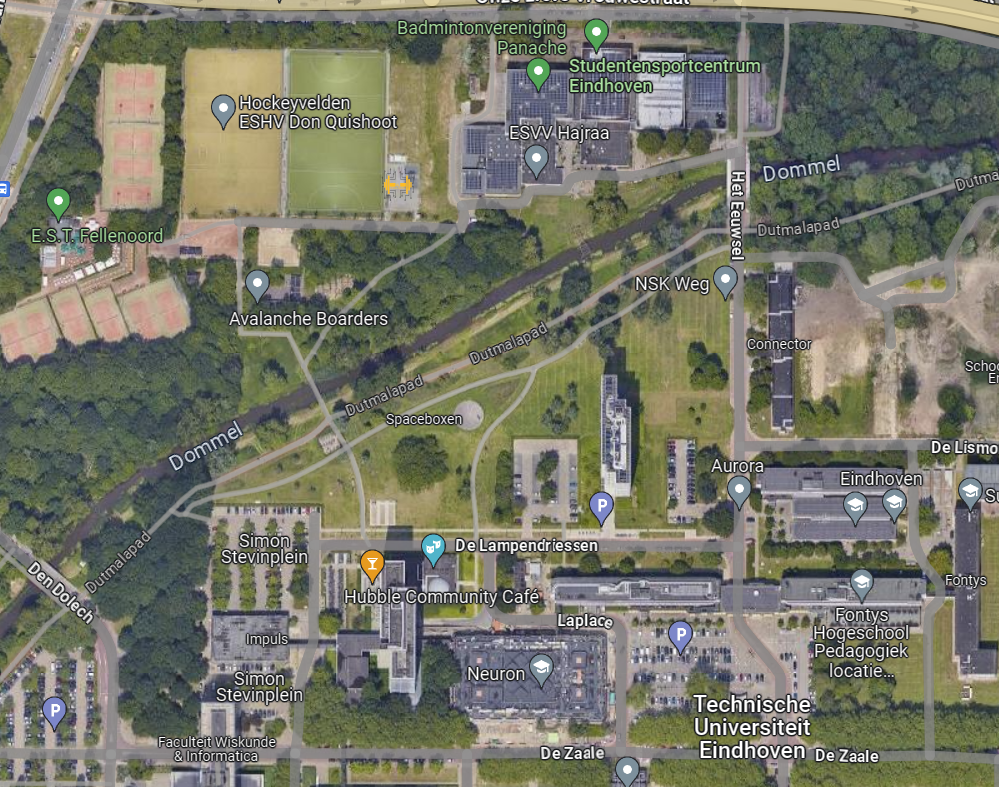 Badmintonvereniging
Panache
Studentensportcentrum
Eindhoven
Hockeyvelden
ESHV Don Quishoot
ESVV Hajraa
Dommel
Het Eeuwsel
Dutmalapad
E.S.T. Fellenoord
Avalanche Boarders
NSK Weg
Connector
Dutmalapad
Dutmalapad
Spaceboxen
Dommel
De Lismo
Aurora
Eindhoven
Simon
Stevinplein
De Lampendriessen
Dutmalapad
Den Dolech
Hubble Community Café
Fontys
Fontys
Hogeschool
Pedagogiek
locatie...
Laplace
Impuls
Neuron
P
P
P
Simon
Stevinplein
Technische
Universiteit
Eindhoven
Faculteit Wiskunde
& Informatica
De Zaale
De Zaale